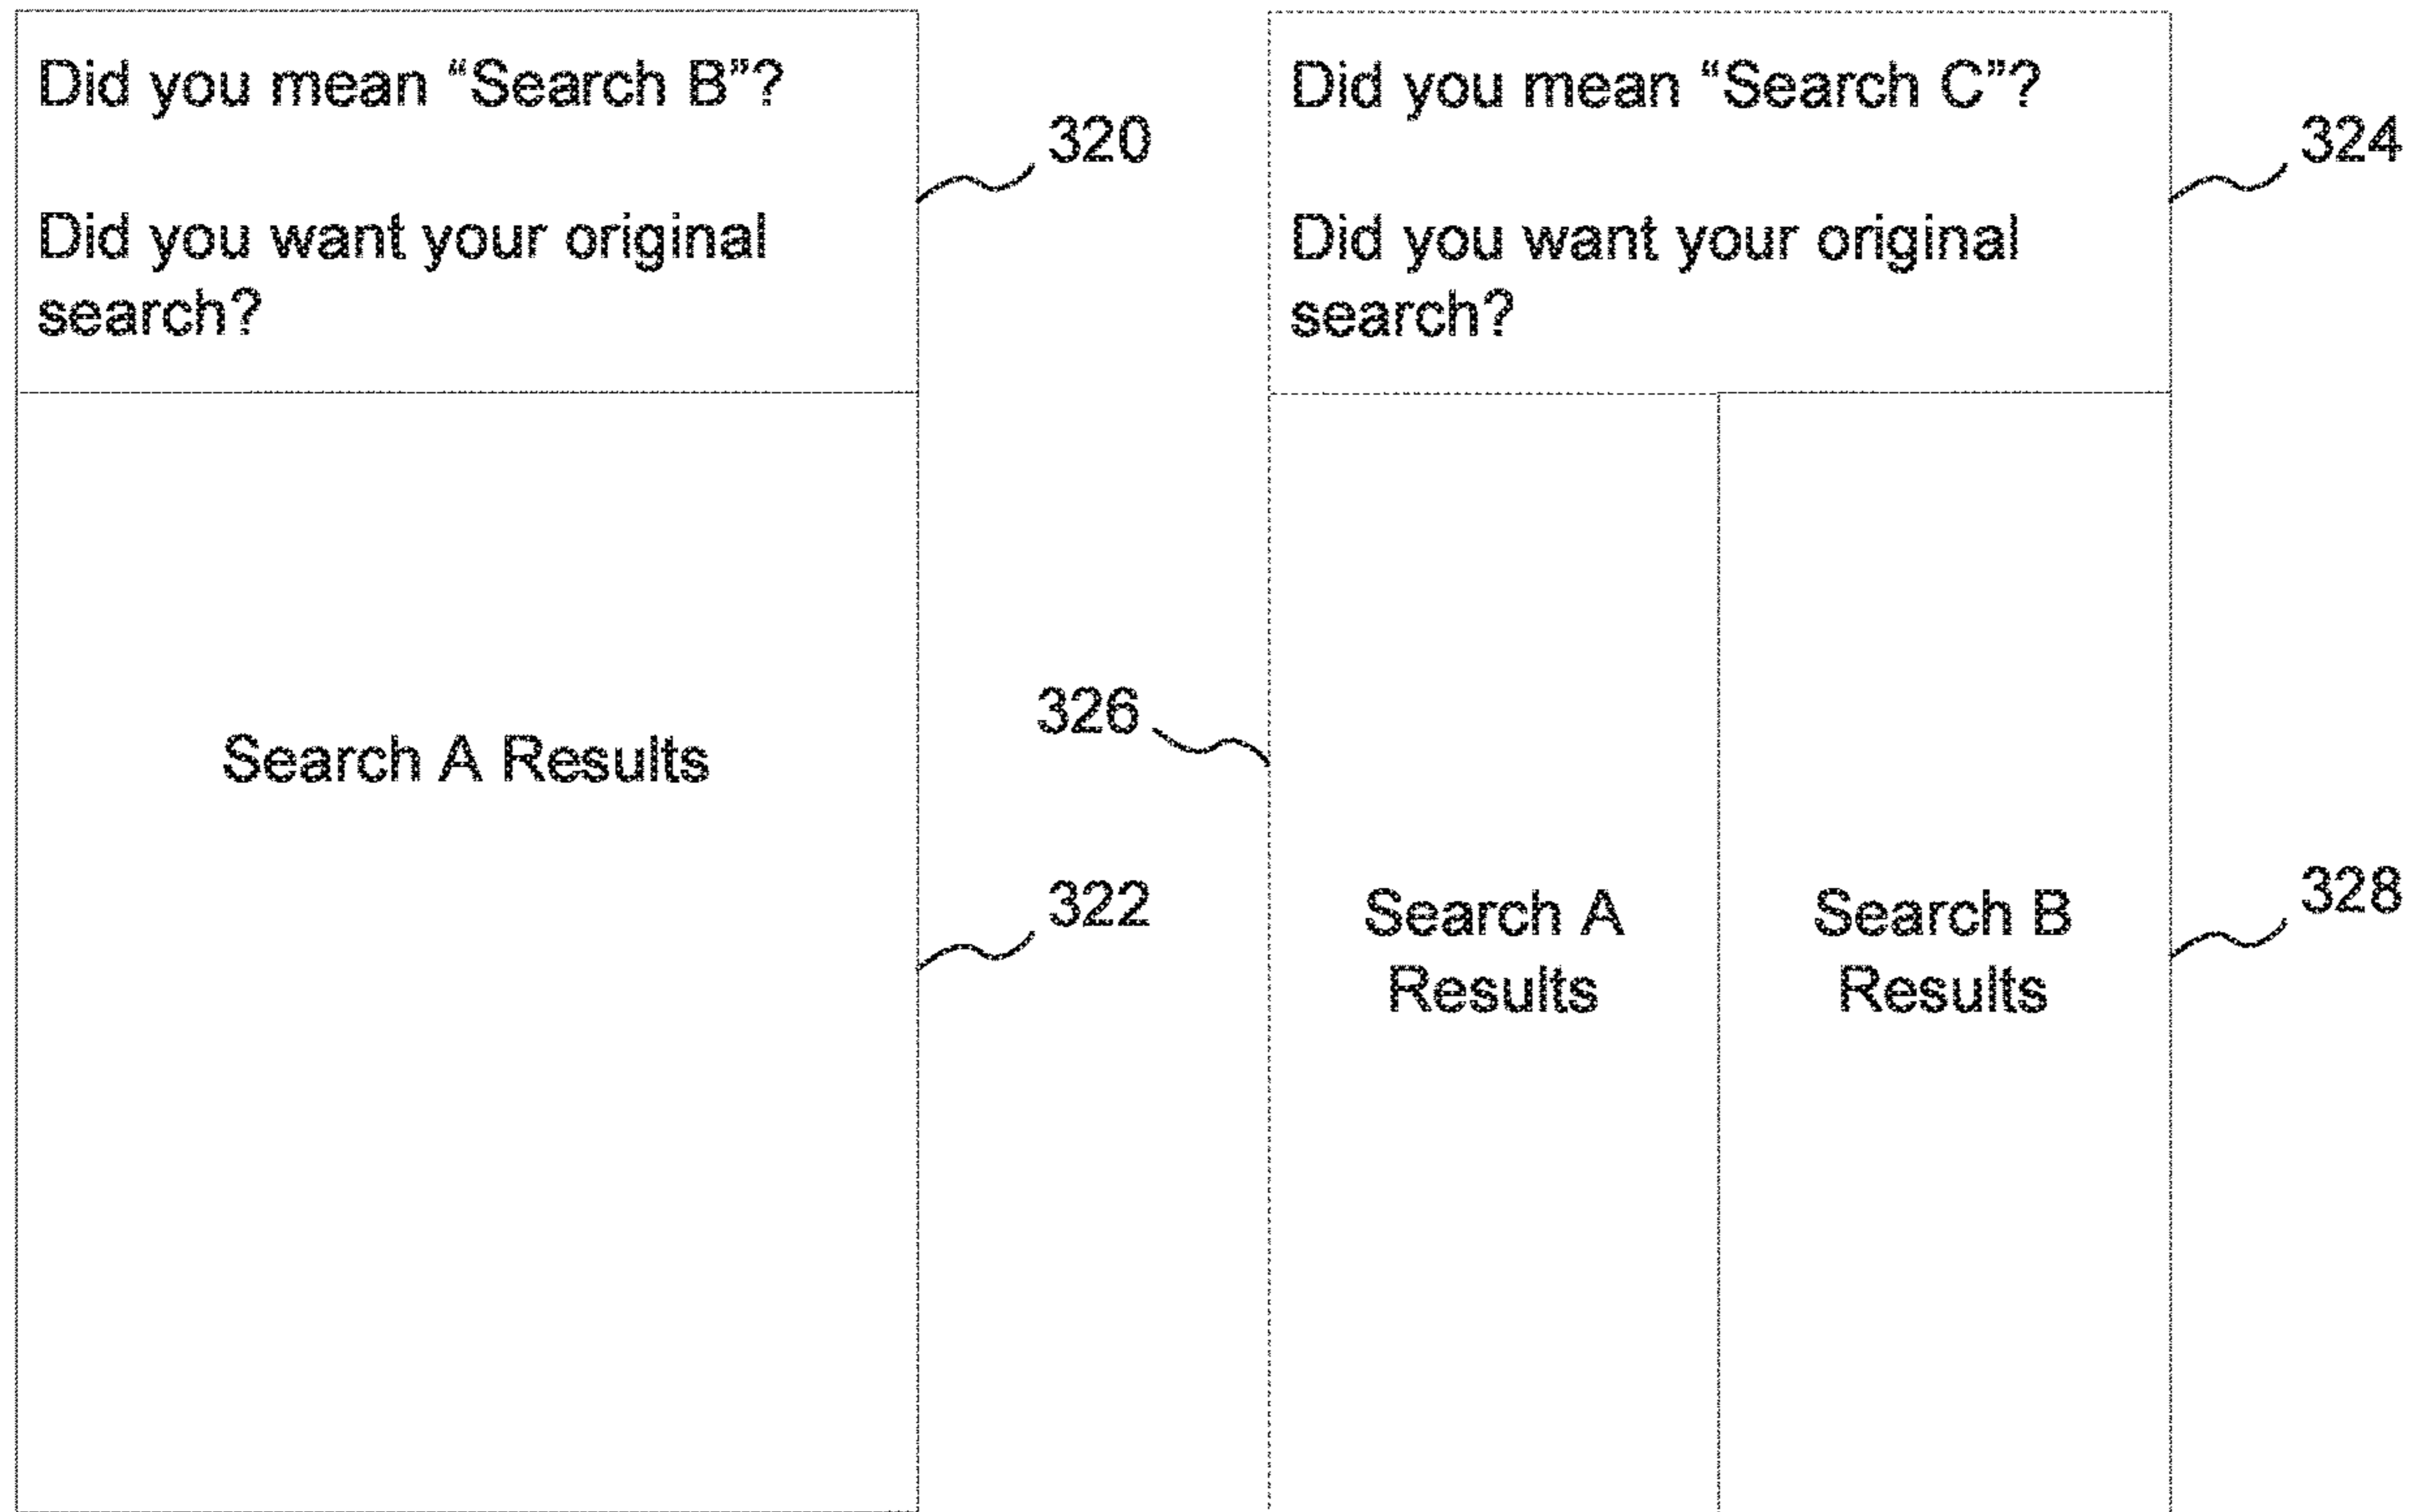 Did you mean “Search B”?
Did you want your original
search?
320
Search A Results
322
Did you mean “Search C”?
Did you want your original
search?
324
326
Search A
Results
Search B
Results
328